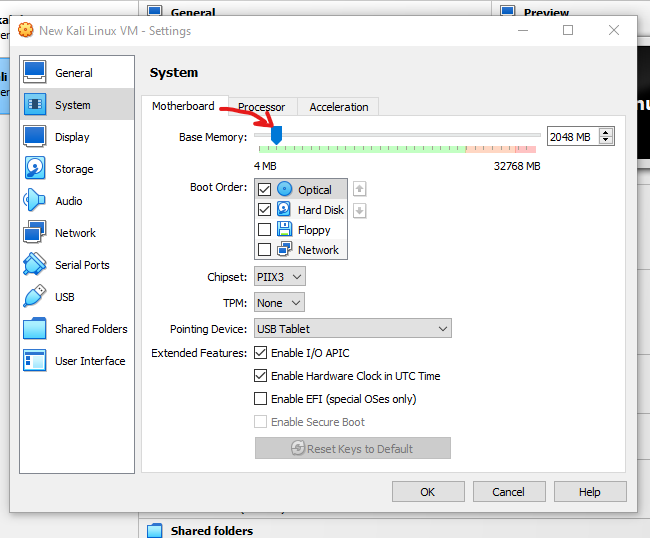 General
Preview
New Kali Linux VM - Settings
General
System
Display
Storage
Audio
Network
Serial Ports
USB
Shared Folders
User Interface
System
Motherboard Processor Acceleration
Base Memory: 2048 MB
4 MB 32768 MB
Boot Order: Optical
Hard Disk
Floppy
Network
Chipset: PIIX3
TPM: None
Pointing Device: USB Tablet
Extended Features: Enable I/O APIC
Enable Hardware Clock in UTC Time
Enable EFI (special OSes only)
Enable Secure Boot
Reset Keys to Default
OK Cancel Help
Shared folders